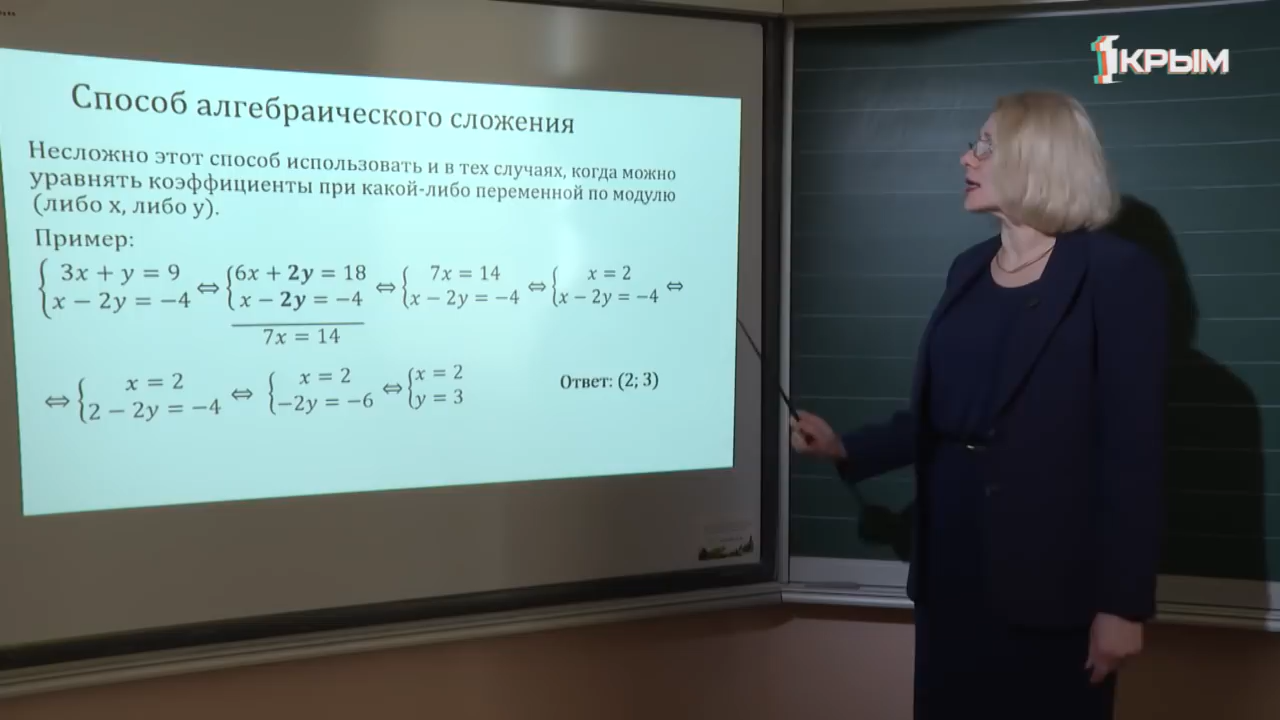 1КРЫМ
Способ алгебраического сложения
Несложно этот способ использовать и в тех случаях, когда можно
уравнять коэффициенты при какой-либо переменной по модулю
(либо x, либо y).
Пример:
{3x + y = 9 ⇔ {6x + 2y = 18 ⇔ {7x = 14 ⇔ {x = 2
{x − 2y = −4 {x − 2y = −4 {x − 2y = −4 {x − 2y = −4 ⇔
7x = 14
⇔ {x = 2 ⇔ {x = 2 ⇔ {x = 2
{2 − 2y = −4 {−2y = −6 {y = 3
Ответ: (2; 3)